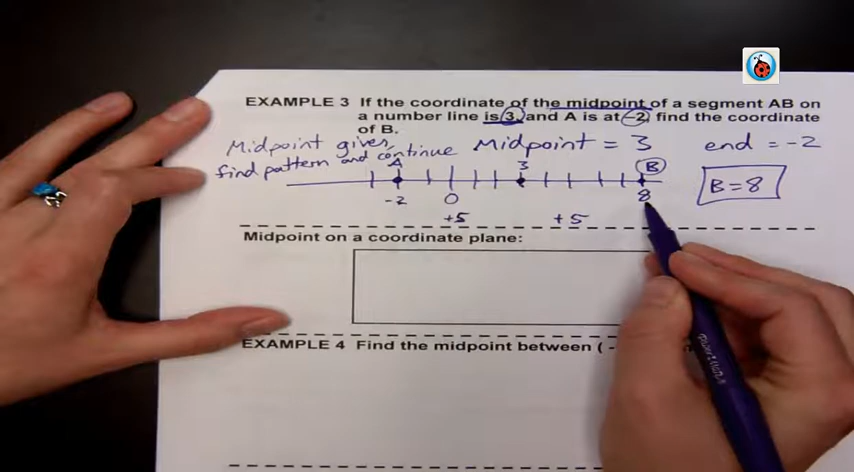 EXAMPLE 3 If the coordinate of the midpoint of a segment AB on
a number line is 3 and A is at -2, find the coordinate
of B.
Midpoint given, Midpoint = 3 end = -2
find pattern and continue
A 3 B
-2 0 8
B = 8
+5 +5
Midpoint on a coordinate plane:
EXAMPLE 4 Find the midpoint between (-